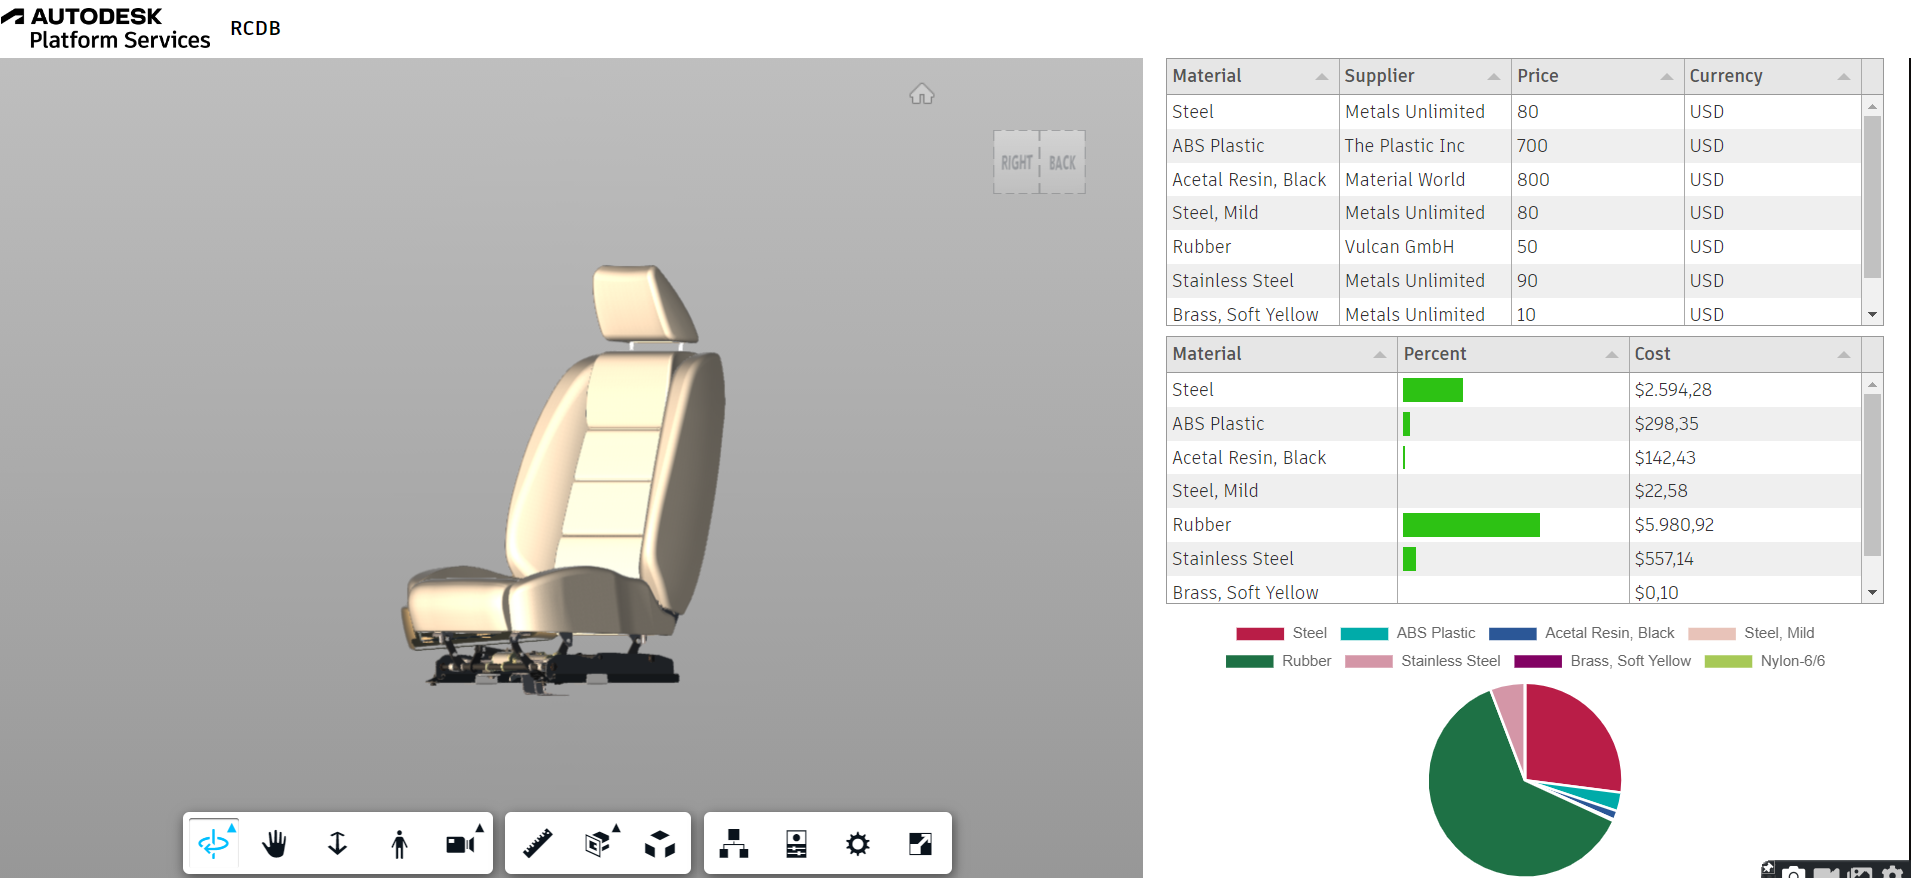 AUTODESK
Platform Services
RCDB
RIGHT BACK
Material Supplier Price Currency
Steel Metals Unlimited 80 USD
ABS Plastic The Plastic Inc 700 USD
Acetal Resin, Black Material World 800 USD
Steel, Mild Metals Unlimited 80 USD
Rubber Vulcan GmbH 50 USD
Stainless Steel Metals Unlimited 90 USD
Brass, Soft Yellow Metals Unlimited 10 USD
Material Percent Cost
Steel $2.594,28
ABS Plastic $298,35
Acetal Resin, Black $142,43
Steel, Mild $22,58
Rubber $5.980,92
Stainless Steel $557,14
Brass, Soft Yellow $0,10
Steel ABS Plastic Acetal Resin, Black Steel, Mild
Rubber Stainless Steel Brass, Soft Yellow Nylon-6/6